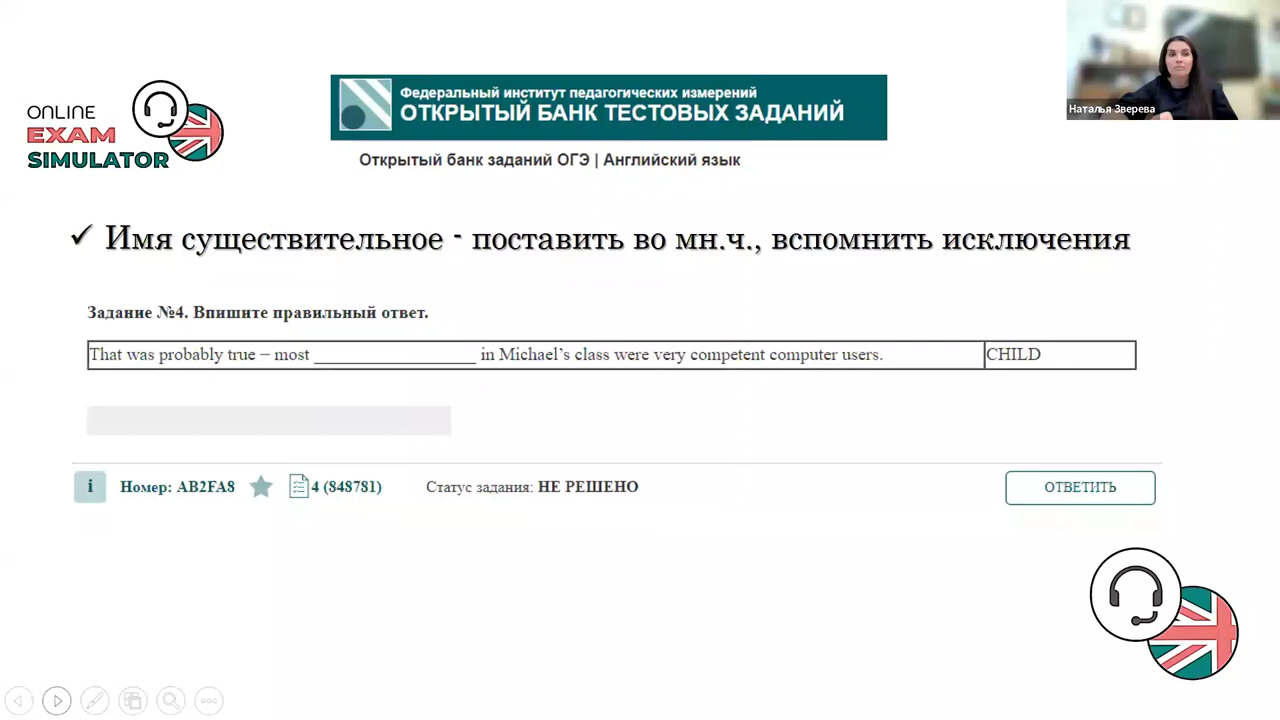 ONLINE
EXAM
SIMULATOR
Федеральный институт педагогических измерений
ОТКРЫТЫЙ БАНК ТЕСТОВЫХ ЗАДАНИЙ
Открытый банк заданий ОГЭ | Английский язык
Наталья Зверева
✓ Имя существительное - поставить во мн.ч., вспомнить исключения
Задание №4. Впишите правильный ответ.
That was probably true – most __________________ in Michael’s class were very competent computer users. CHILD
i Номер: AB2FA8 4 (848781) Статус задания: НЕ РЕШЕНО ОТВЕТИТЬ